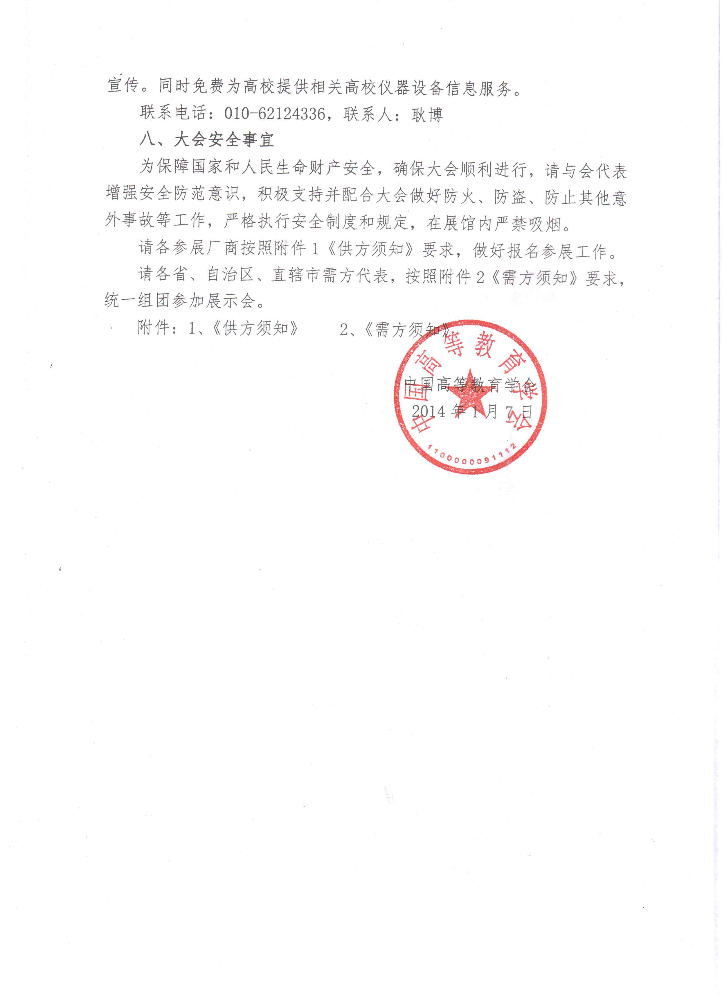 宣传。同时免费为高校提供相关高校仪器设备信息服务。
联系电话：010-62124336，联系人：耿博
八、大会安全事宜
为保障国家和人民生命财产安全，确保大会顺利进行，请与会代表
增强安全防范意识，积极支持并配合大会做好防火、防盗、防止其他意
外事故等工作，严格执行安全制度和规定，在展馆内严禁吸烟。
请各参展厂商按照附件1《供方须知》要求，做好报名参展工作。
请各省、自治区、直辖市需方代表，按照附件2《需方须知》要求，
统一组团参加展示会。
附件：1、《供方须知》 2、《需方须知》
中国高等教育学会
2014年1月7日
中国高等教育学会
1100000091112